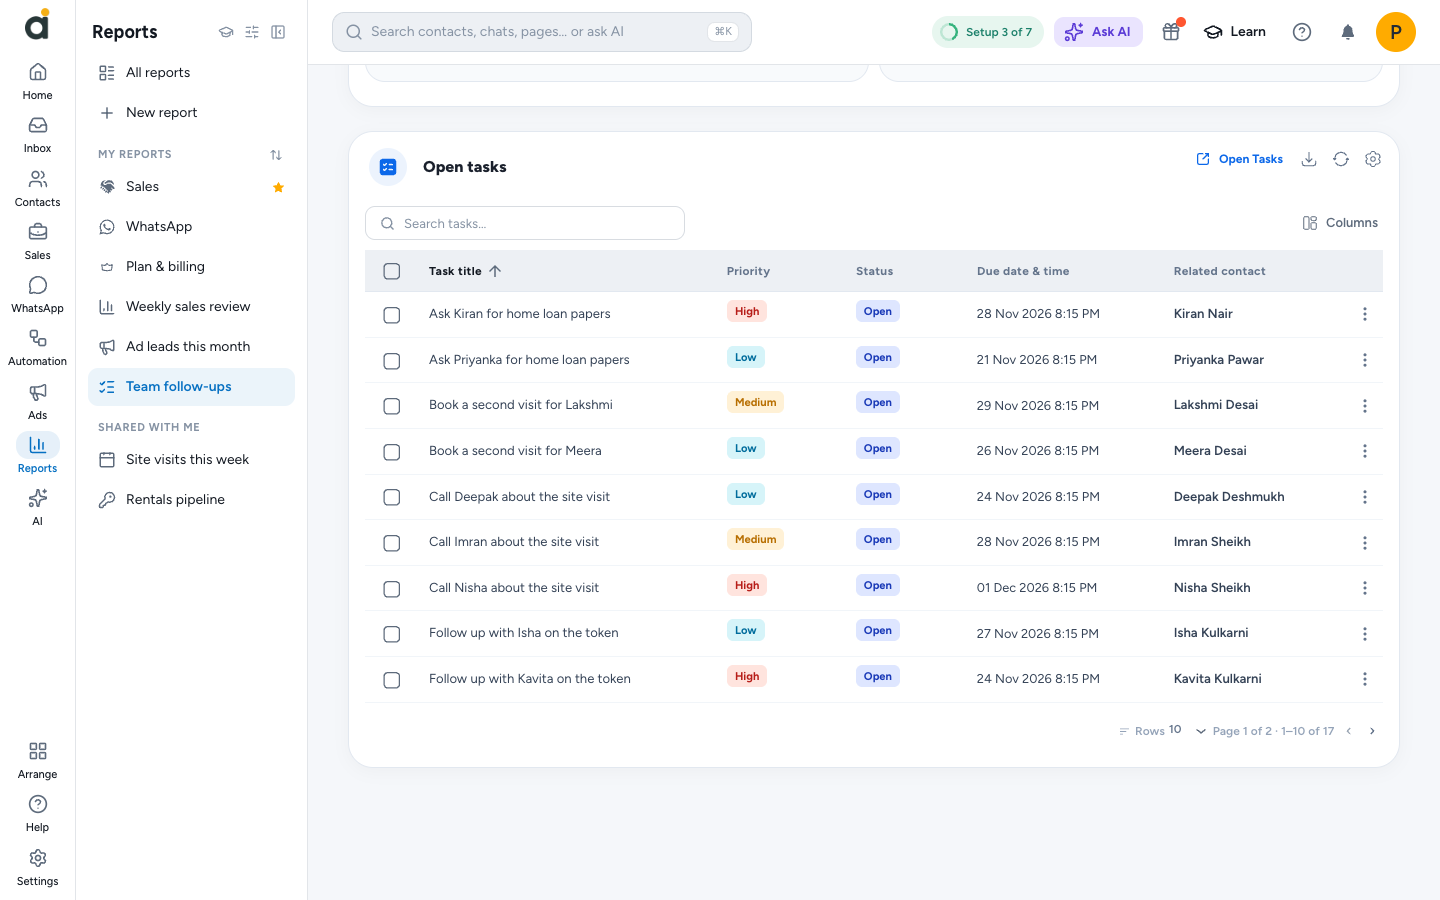 Reports
Search contacts, chats, pages... or ask AI
⌘K
Setup 3 of 7
Ask AI
Learn
P
Home
Inbox
Contacts
Sales
WhatsApp
Automation
Ads
Reports
AI
Arrange
Help
Settings
All reports
New report
MY REPORTS
Sales
WhatsApp
Plan & billing
Weekly sales review
Ad leads this month
Team follow-ups
SHARED WITH ME
Site visits this week
Rentals pipeline
Open tasks
Open Tasks
Search tasks...
Columns
Task title Priority Status Due date & time Related contact
Ask Kiran for home loan papers High Open 28 Nov 2026 8:15 PM Kiran Nair
Ask Priyanka for home loan papers Low Open 21 Nov 2026 8:15 PM Priyanka Pawar
Book a second visit for Lakshmi Medium Open 29 Nov 2026 8:15 PM Lakshmi Desai
Book a second visit for Meera Low Open 26 Nov 2026 8:15 PM Meera Desai
Call Deepak about the site visit Low Open 24 Nov 2026 8:15 PM Deepak Deshmukh
Call Imran about the site visit Medium Open 28 Nov 2026 8:15 PM Imran Sheikh
Call Nisha about the site visit High Open 01 Dec 2026 8:15 PM Nisha Sheikh
Follow up with Isha on the token Low Open 27 Nov 2026 8:15 PM Isha Kulkarni
Follow up with Kavita on the token High Open 24 Nov 2026 8:15 PM Kavita Kulkarni
Rows 10 Page 1 of 2 · 1–10 of 17